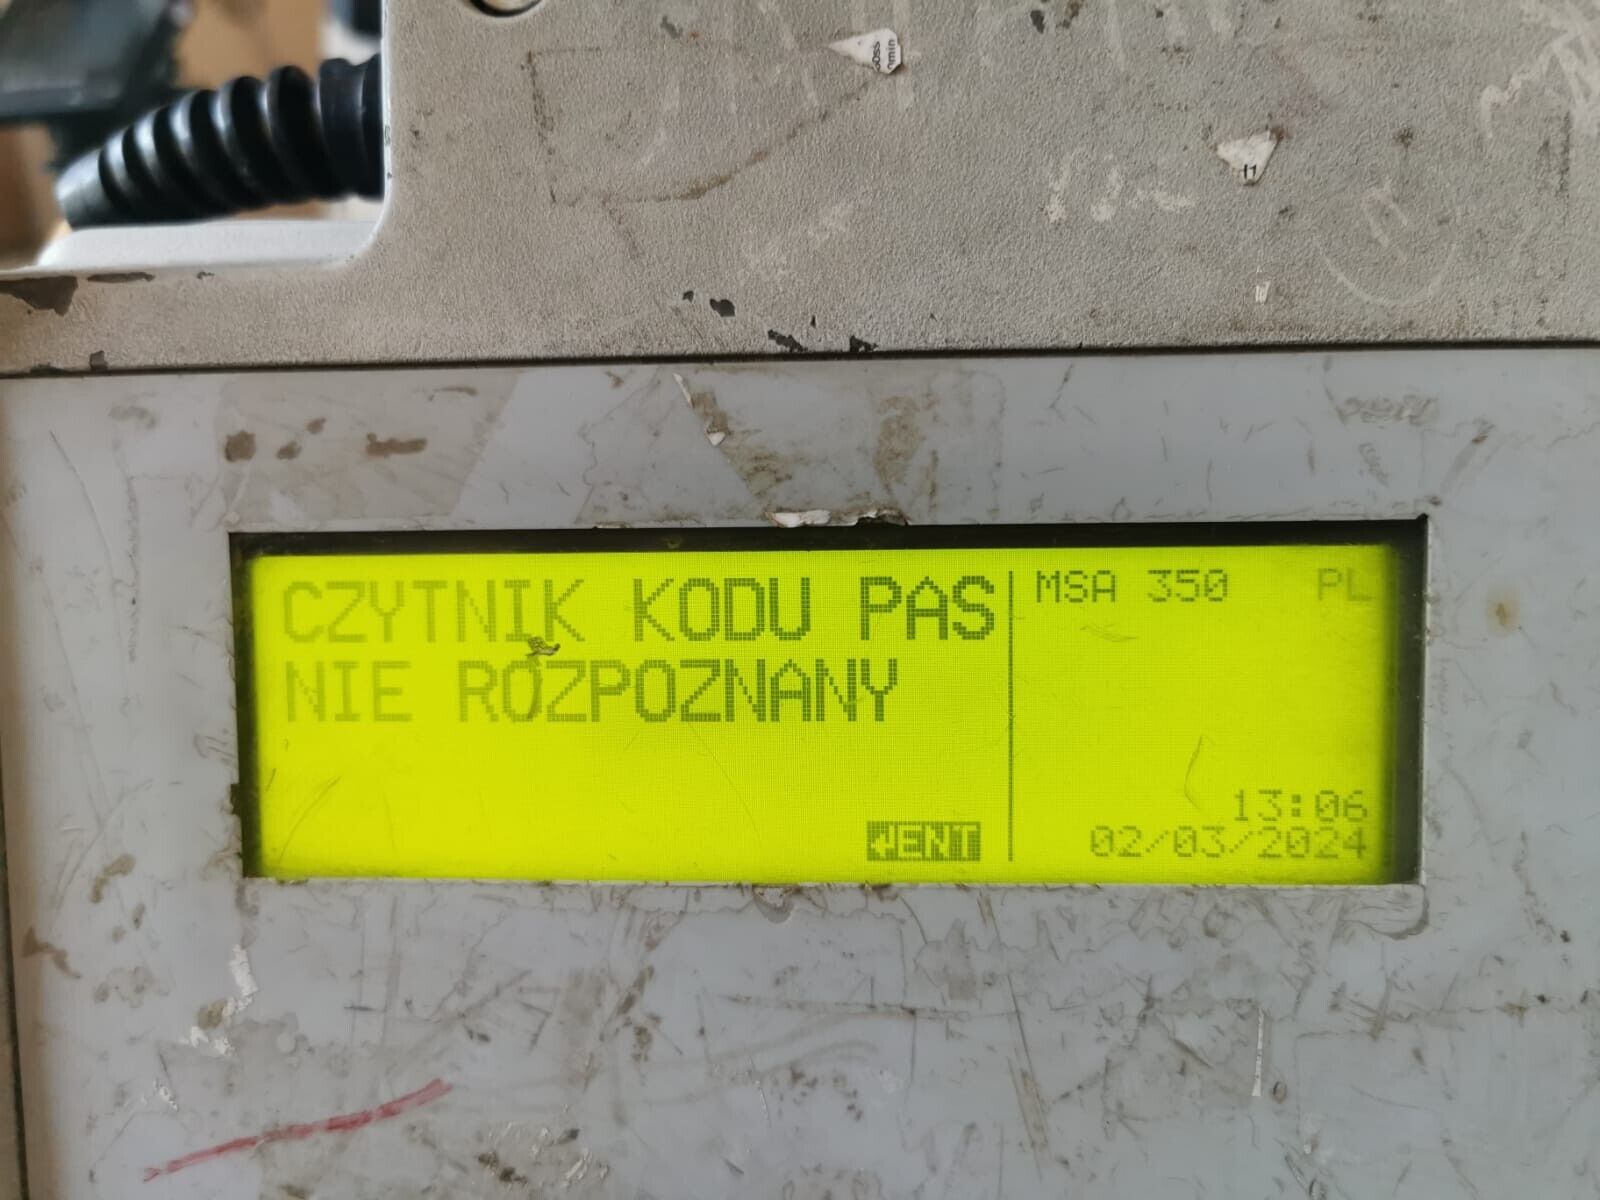 CZYTNIK KODU PAS
NIE ROZPOZNANY
↵ENT
MSA 350 PL
13:06
02/03/2024